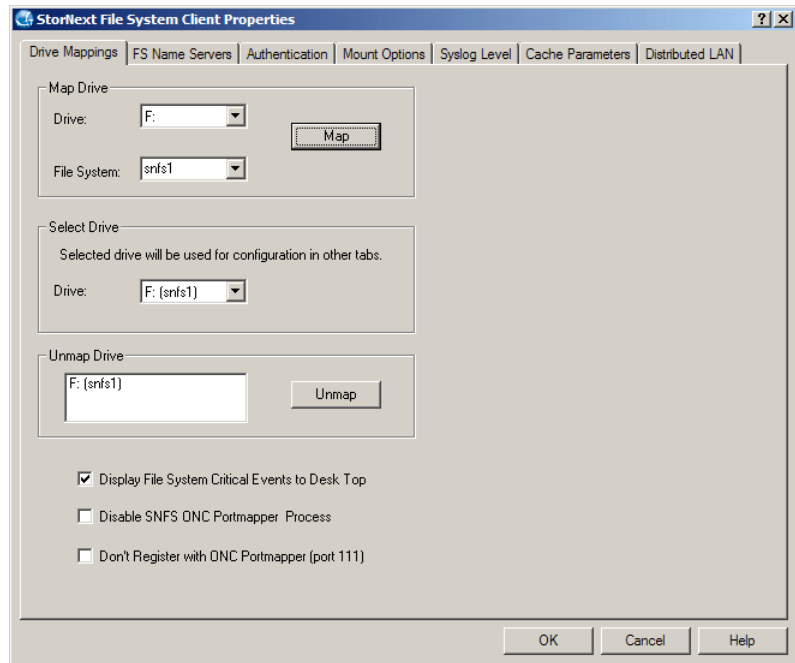 StorNext File System Client Properties
Drive Mappings FS Name Servers Authentication Mount Options Syslog Level Cache Parameters Distributed LAN
Map Drive
Drive: F:
Map
File System: snfs1
Select Drive
Selected drive will be used for configuration in other tabs.
Drive: F: (snfs1)
Unmap Drive
F: (snfs1)
Unmap
Display File System Critical Events to Desk Top
Disable SNFS ONC Portmapper Process
Don't Register with ONC Portmapper (port 111)
OK Cancel Help